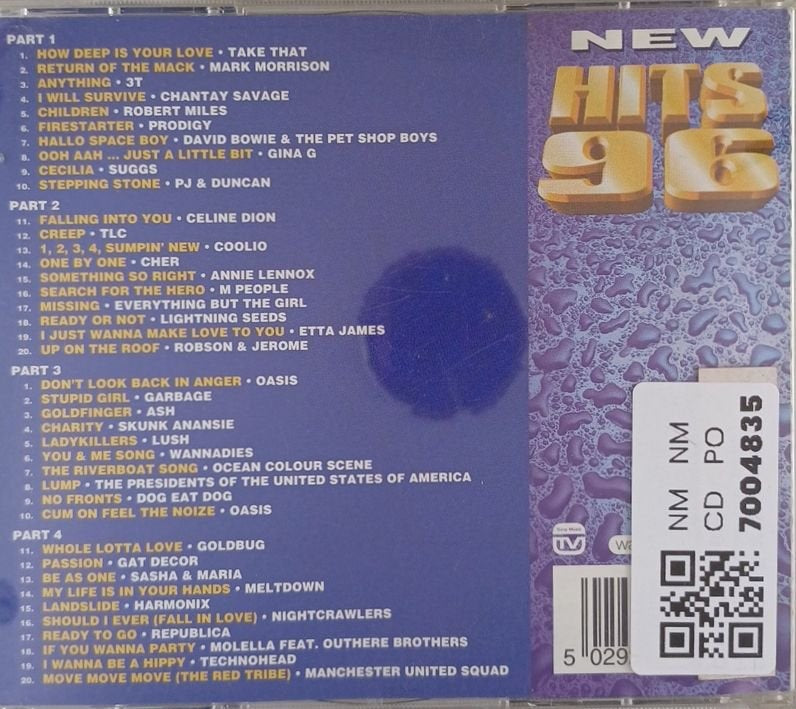 PART 1
1. HOW DEEP IS YOUR LOVE • TAKE THAT
2. RETURN OF THE MACK • MARK MORRISON
3. ANYTHING • 3T
4. I WILL SURVIVE • CHANTAY SAVAGE
5. CHILDREN • ROBERT MILES
6. FIRESTARTER • PRODIGY
7. HALLO SPACE BOY • DAVID BOWIE & THE PET SHOP BOYS
8. OOH AAH ... JUST A LITTLE BIT • GINA G
9. CECILIA • SUGGS
10. STEPPING STONE • PJ & DUNCAN
PART 2
11. FALLING INTO YOU • CELINE DION
12. CREEP • TLC
13. 1, 2, 3, 4, SUMPIN' NEW • COOLIO
14. ONE BY ONE • CHER
15. SOMETHING SO RIGHT • ANNIE LENNOX
16. SEARCH FOR THE HERO • M PEOPLE
17. MISSING • EVERYTHING BUT THE GIRL
18. READY OR NOT • LIGHTNING SEEDS
19. I JUST WANNA MAKE LOVE TO YOU • ETTA JAMES
20. UP ON THE ROOF • ROBSON & JEROME
PART 3
1. DON'T LOOK BACK IN ANGER • OASIS
2. STUPID GIRL • GARBAGE
3. GOLDFINGER • ASH
4. CHARITY • SKUNK ANANSIE
5. LADYKILLERS • LUSH
6. YOU & ME SONG • WANNADIES
7. THE RIVERBOAT SONG • OCEAN COLOUR SCENE
8. LUMP • THE PRESIDENTS OF THE UNITED STATES OF AMERICA
9. NO FRONTS • DOG EAT DOG
10. CUM ON FEEL THE NOIZE • OASIS
PART 4
11. WHOLE LOTTA LOVE • GOLDBUG
12. PASSION • GAT DECOR
13. BE AS ONE • SASHA & MARIA
14. MY LIFE IS IN YOUR HANDS • MELTDOWN
15. LANDSLIDE • HARMONIX
16. SHOULD I EVER (FALL IN LOVE) • NIGHTCRAWLERS
17. READY TO GO • REPUBLICA
18. IF YOU WANNA PARTY • MOLELLA FEAT. OUTHERE BROTHERS
19. I WANNA BE A HIPPY • TECHNOHEAD
20. MOVE MOVE MOVE (THE RED TRIBE) • MANCHESTER UNITED SQUAD
NEW
HITS
96
Sony Music
TV
wa
5 029
NM NM
CD PO
7004835